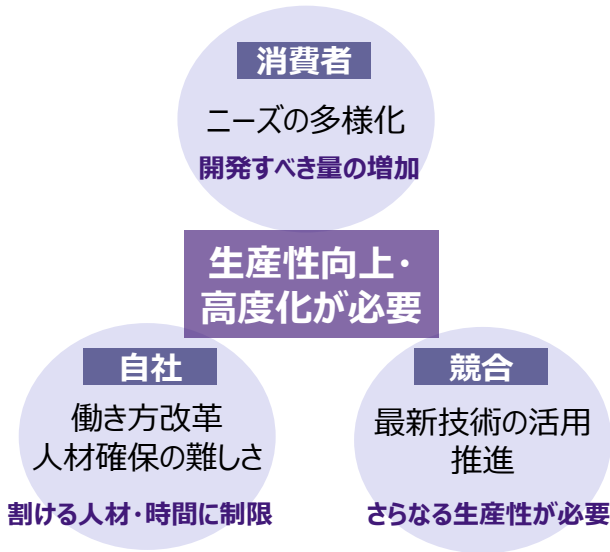 消費者
ニーズの多様化
開発すべき量の増加
生産性向上・
高度化が必要
自社
働き方改革
人材確保の難しさ
割ける人材・時間に制限
競合
最新技術の活用
推進
さらなる生産性が必要